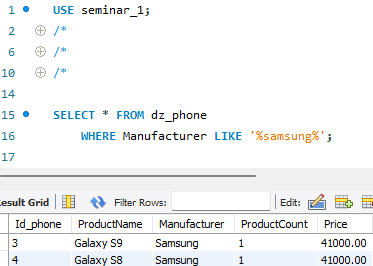 1 USE seminar_1;
2 /*
6 /*
10 /*
14
15 SELECT * FROM dz_phone
16 WHERE Manufacturer LIKE '%samsung%';
17
Result Grid Filter Rows: Edit:
Id_phone ProductName Manufacturer ProductCount Price
3 Galaxy S9 Samsung 1 41000.00
4 Galaxy S8 Samsung 1 41000.00